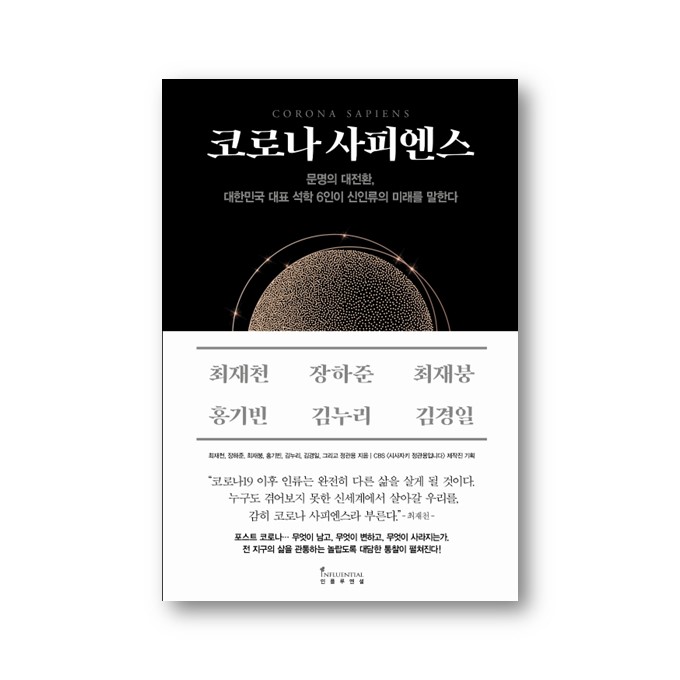 CORONA SAPIENS
코로나 사피엔스
문명의 대전환,
대한민국 대표 석학 6인이 신인류의 미래를 말한다
최재천 장하준 최재붕
홍기빈 김누리 김경일
최재천, 장하준, 최재붕, 홍기빈, 김누리, 김경일, 그리고 정관용 지음 | CBS 〈시사자키 정관용입니다〉 제작진 기획
“코로나19 이후 인류는 완전히 다른 삶을 살게 될 것이다.
누구도 겪어보지 못한 신세계에서 살아갈 우리를,
감히 코로나 사피엔스라 부른다.” - 최재천 -
포스트 코로나… 무엇이 남고, 무엇이 변하고, 무엇이 사라지는가.
전 지구의 삶을 관통하는 놀랍도록 대담한 통찰이 펼쳐진다!
INFLUENTIAL
인플루엔셜